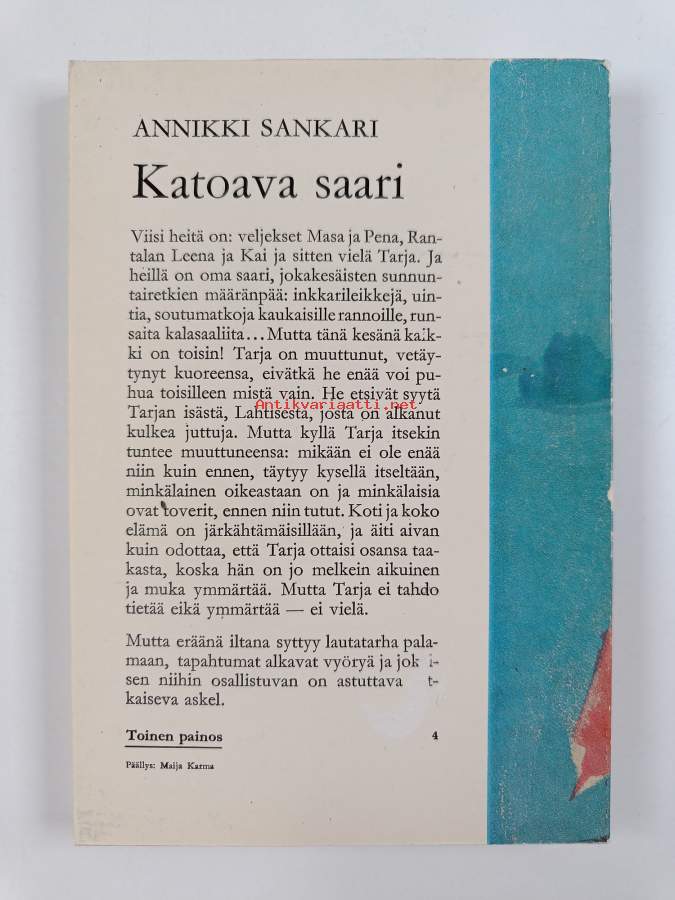 ANNIKKI SANKARI
Katoava saari
Viisi heitä on: veljekset Masa ja Pena, Ran-
talan Leena ja Kai ja sitten vielä Tarja. Ja
heillä on oma saari, jokakesäisten sunnun-
tairetkien määränpää: inkkarileikkejä, uin-
tia, soutumatkoja kaukaisille rannoille, run-
saita kalasaaliita... Mutta tänä kesänä kaik-
ki on toisin! Tarja on muuttunut, vetäy-
tynyt kuoreensa, eivätkä he enää voi pu-
hua toisilleen mistä vain. He etsivät syytä
Antikvariaatti.net
Tarjan isästä, Lahtisesta, josta on alkanut
kulkea juttuja. Mutta kyllä Tarja itsekin
tuntee muuttuneensa: mikään ei ole enää
niin kuin ennen, täytyy kysellä itseltään,
minkälainen oikeastaan on ja minkälaisia
ovat toverit, ennen niin tutut. Koti ja koko
elämä on järkähtämäisillään, ja äiti aivan
kuin odottaa, että Tarja ottaisi osansa taa-
kasta, koska hän on jo melkein aikuinen
ja muka ymmärtää. Mutta Tarja ei tahdo
tietää eikä ymmärtää — ei vielä.
Mutta eräänä iltana syttyy lautatarha pala-
maan, tapahtumat alkavat vyöryä ja jok i-
sen niihin osallistuvan on astuttava t-
kaiseva askel.
Toinen painos 4
Päällys: Maija Karma